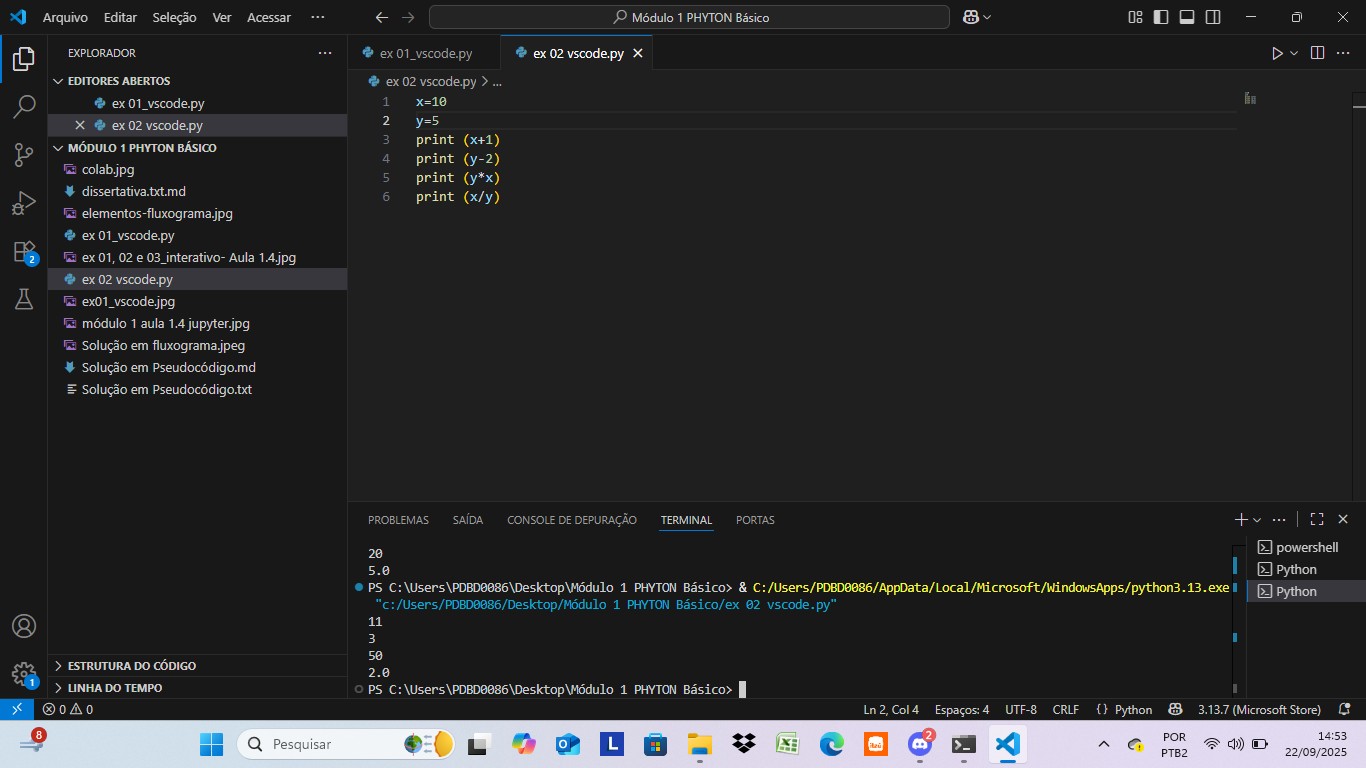 Arquivo Editar Seleção Ver Acessar ··· Módulo 1 PHYTON Básico
EXPLORADOR ···
EDITORES ABERTOS
ex 01_vscode.py
ex 02 vscode.py
MÓDULO 1 PHYTON BÁSICO
colab.jpg
dissertativa.txt.md
elementos-fluxograma.jpg
ex 01_vscode.py
ex 01, 02 e 03_interativo- Aula 1.4.jpg
ex 02 vscode.py
ex01_vscode.jpg
módulo 1 aula 1.4 jupyter.jpg
Solução em fluxograma.jpeg
Solução em Pseudocódigo.md
Solução em Pseudocódigo.txt
ESTRUTURA DO CÓDIGO
LINHA DO TEMPO
2
1
ex 01_vscode.py ex 02 vscode.py
ex 02 vscode.py > ...
1 x=10
2 y=5
3 print (x+1)
4 print (y-2)
5 print (y*x)
6 print (x/y)
PROBLEMAS SAÍDA CONSOLE DE DEPURAÇÃO TERMINAL PORTAS
20
5.0
PS C:\Users\PDBD0086\Desktop\Módulo 1 PHYTON Básico> & C:/Users/PDBD0086/AppData/Local/Microsoft/WindowsApps/python3.13.exe
"c:/Users/PDBD0086/Desktop/Módulo 1 PHYTON Básico/ex 02 vscode.py"
11
3
50
2.0
PS C:\Users\PDBD0086\Desktop\Módulo 1 PHYTON Básico>
powershell
Python
Python
0 0 Ln 2, Col 4 Espaços: 4 UTF-8 CRLF {} Python 3.13.7 (Microsoft Store)
8 Pesquisar L itaú 2 POR 14:53
PTB2 22/09/2025